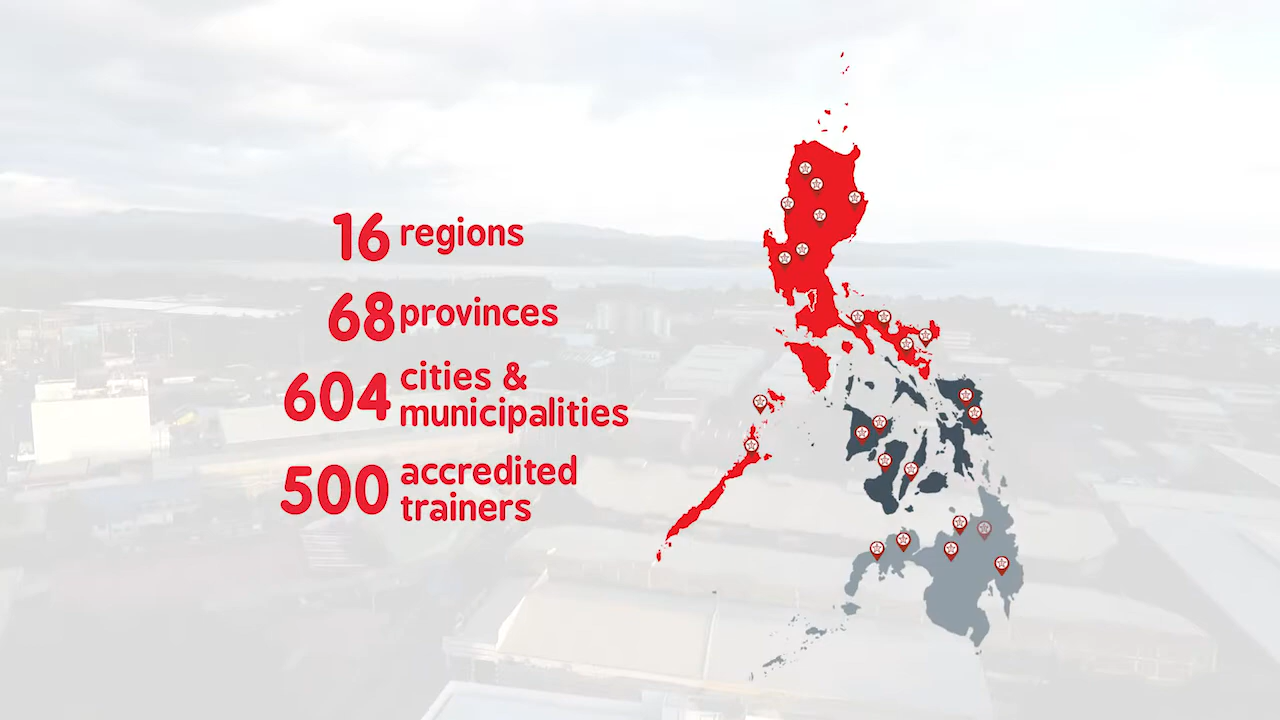 16 regions
68 provinces
604 cities &
municipalities
500 accredited
trainers